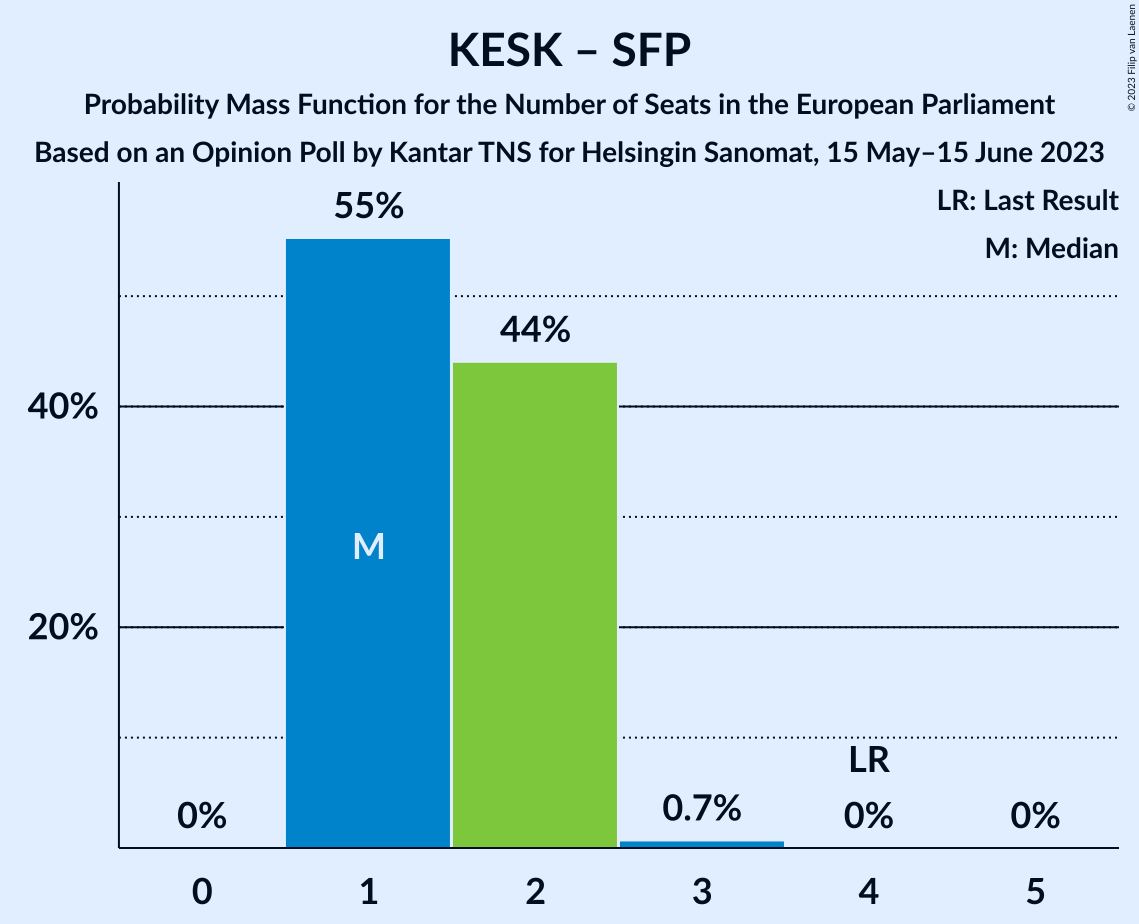 KESK – SFP
Probability Mass Function for the Number of Seats in the European Parliament
Based on an Opinion Poll by Kantar TNS for Helsingin Sanomat, 15 May–15 June 2023
© 2023 Filip van Laenen
LR: Last Result
M: Median
55%
44%
40%
M
20%
LR
0%
0.7%
0%
0%
0 1 2 3 4 5